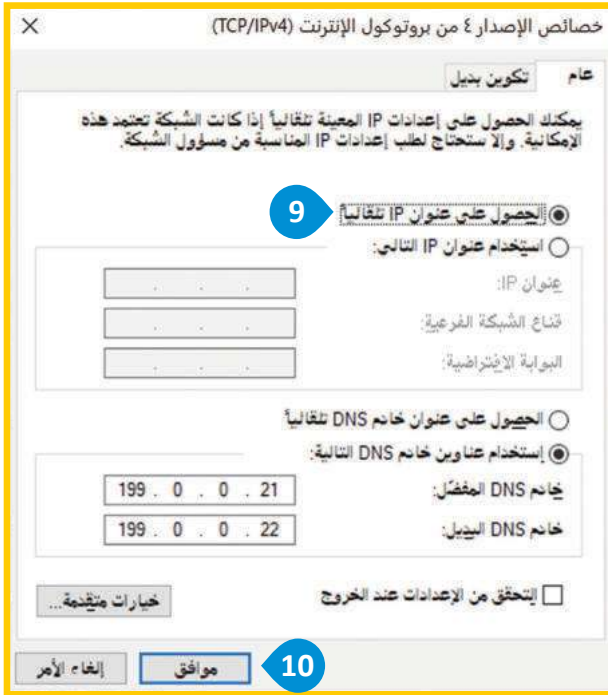 خصائص الإصدار ٤ من بروتوكول الإنترنت (TCP/IPv4)
عام
تكوين بديل
يمكنك الحصول على إعدادات IP المعينة تلقائياً إذا كانت الشبكة تعتمد هذه
الإمكانية. وإلا ستحتاج لطلب إعدادات IP المناسبة من مسؤول الشبكة.
الحصول على عنوان IP تلقائياً
9
استخدام عنوان IP التالي:
عنوان IP:
قناع الشبكة الفرعية:
البوابة الافتراضية:
الحصول على عنوان خادم DNS تلقائياً
إستخدام عناوين خادم DNS التالية:
خادم DNS المفضّل:
199 . 0 . 0 . 21
خادم DNS البديل:
199 . 0 . 0 . 22
التحقق من الإعدادات عند الخروج
خيارات متقدمة...
10
موافق
إلغاء الأمر